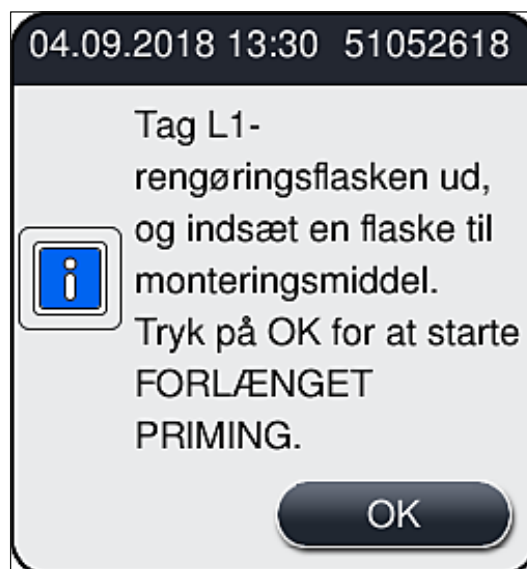 04.09.2018 13:30 51052618
Tag L1-
rengøringsflasken ud,
og indsæt en flaske til
monteringsmiddel.
Tryk på OK for at starte
FORLÆNGET
PRIMING.
OK